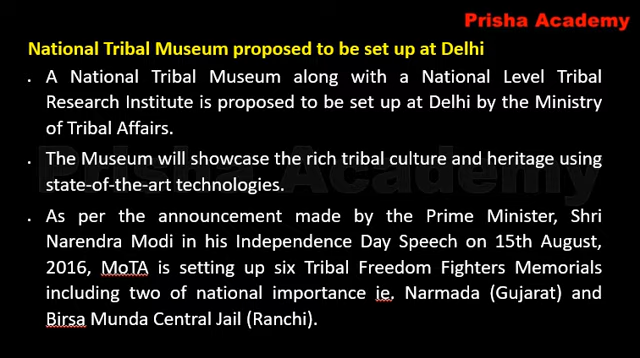 Prisha Academy
National Tribal Museum proposed to be set up at Delhi
. A National Tribal Museum along with a National Level Tribal
Research Institute is proposed to be set up at Delhi by the Ministry
of Tribal Affairs.
. The Museum will showcase the rich tribal culture and heritage using
state-of-the-art technologies.
Prisha Academy
. As per the announcement made by the Prime Minister, Shri
Narendra Modi in his Independence Day Speech on 15th August,
2016, MoTA is setting up six Tribal Freedom Fighters Memorials
including two of national importance ie. Narmada (Gujarat) and
Birsa Munda Central Jail (Ranchi).